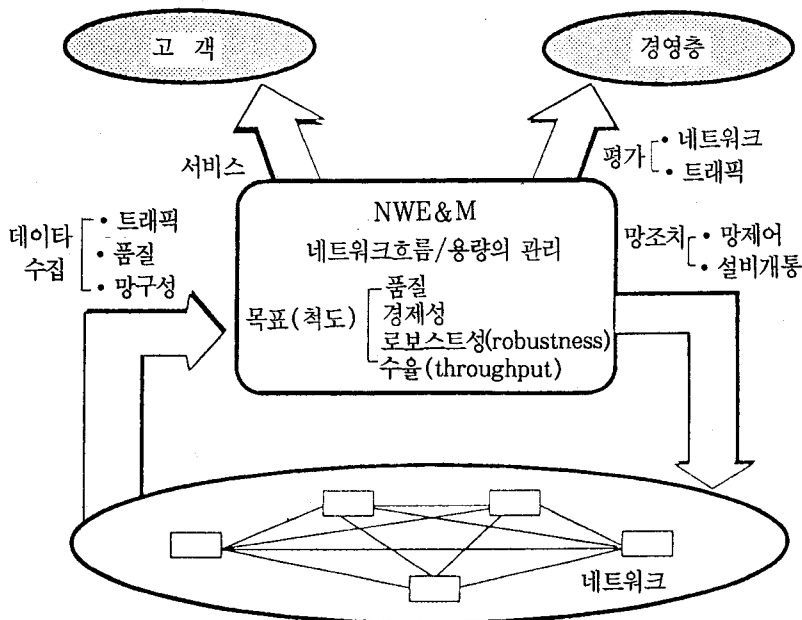 고 객
경영층
서비스
평가
• 네트워크
• 트래픽
데이타
수집
• 트래픽
• 품질
• 망구성
NWE&M
네트워크흐름/용량의 관리
목표(척도)
품질
경제성
로보스트성(robustness)
수율(throughput)
망조치
• 망제어
• 설비개통
네트워크